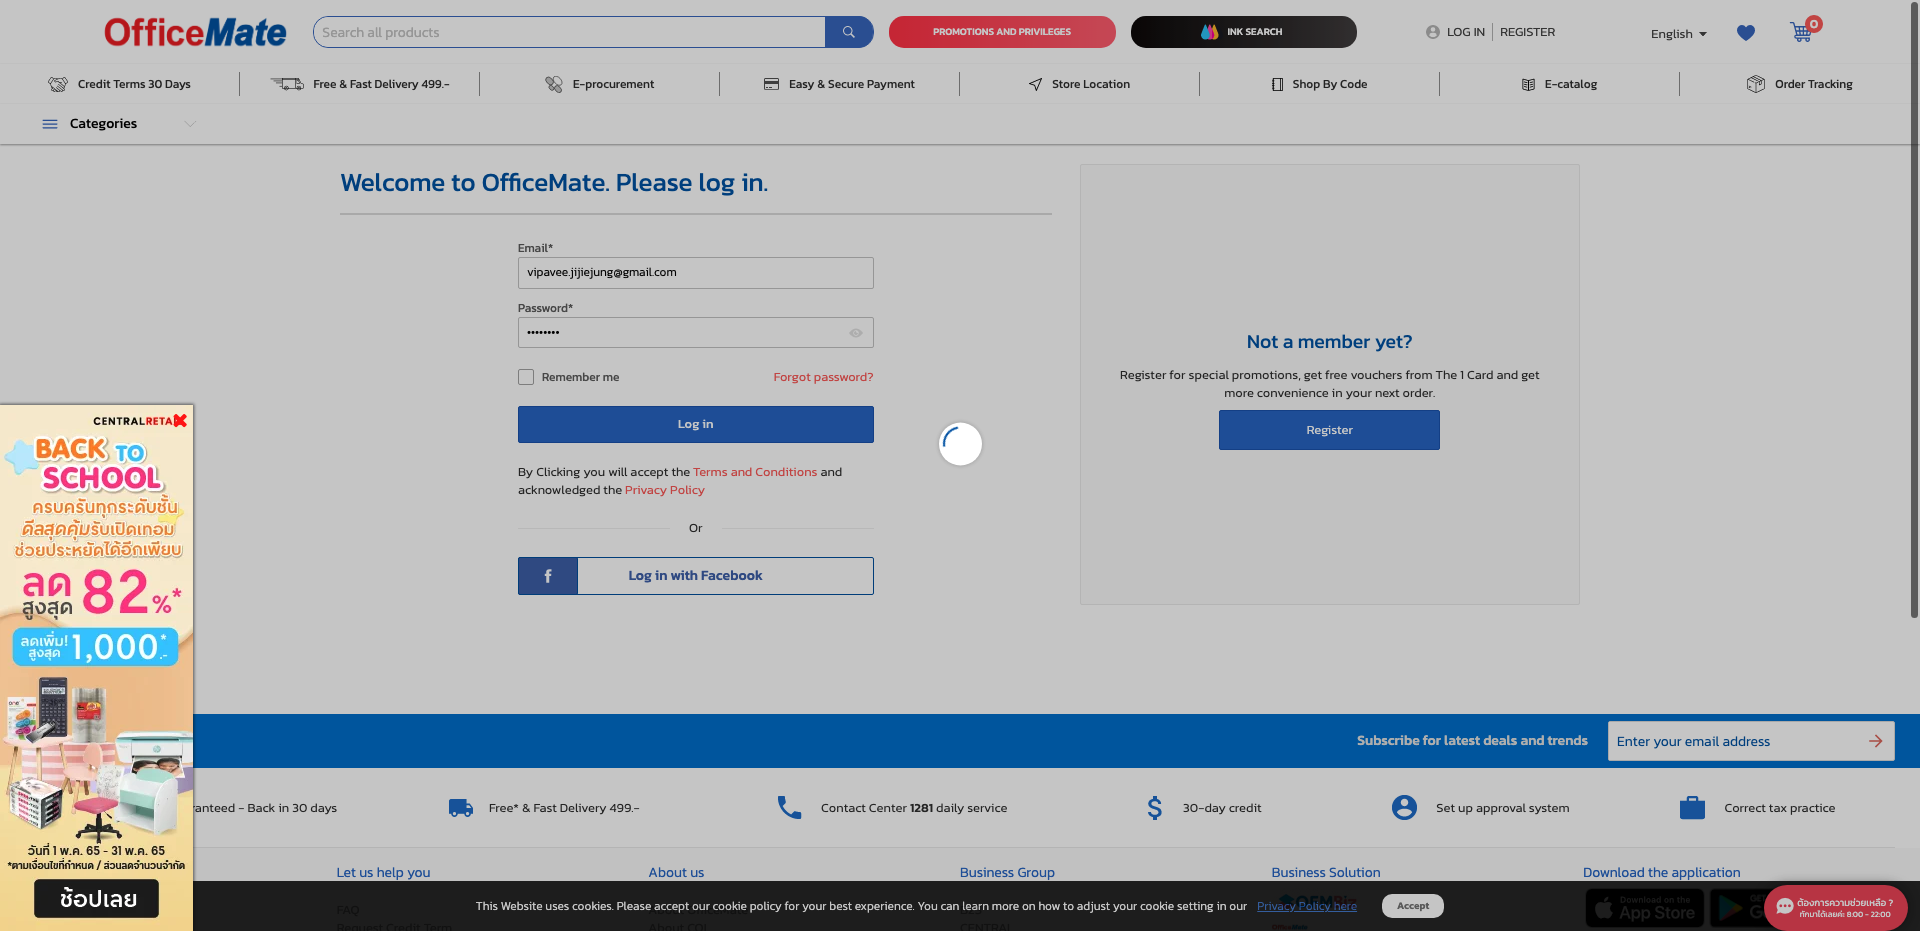 OfficeMate
Search all products
PROMOTIONS AND PRIVILEGES
INK SEARCH
LOG IN
REGISTER
English
0
Credit Terms 30 Days
Free & Fast Delivery 499.-
E-procurement
Easy & Secure Payment
Store Location
Shop By Code
E-catalog
Order Tracking
Categories
Welcome to OfficeMate. Please log in.
Email*
vipavee.jijiejung@gmail.com
Password*
••••••••
Remember me
Forgot password?
Log in
By Clicking you will accept the Terms and Conditions and
acknowledged the Privacy Policy
Or
f
Log in with Facebook
Not a member yet?
Register for special promotions, get free vouchers from The 1 Card and get
more convenience in your next order.
Register
CENTRALRETA
BACK TO
SCHOOL
ครบครันทุกระดับชั้น
ดีลสุดคุ้มรับเปิดเทอม
ช่วยประหยัดได้อีกเพียบ
ลด
สูงสุด
82%*
ลดเพิ่ม!
สูงสุด
1,000.-*
วันที่ 1 พ.ค. 65 - 31 พ.ค. 65
*ตามเงื่อนไขที่กำหนด / ส่วนลดจำนวนจำกัด
ช้อปเลย
Subscribe for latest deals and trends
Enter your email address
ranteed - Back in 30 days
Free* & Fast Delivery 499.-
Contact Center 1281 daily service
30-day credit
Set up approval system
Correct tax practice
Let us help you
About us
Business Group
Business Solution
Download the application
FAQ
Request Credit Term
About COL
CENTRAL
Download on the
App Store
This Website uses cookies. Please accept our cookie policy for your best experience. You can learn more on how to adjust your cookie setting in our Privacy Policy here
Accept
ต้องการความช่วยเหลือ ?
ทักมาได้เลยค่ะ 8:00 - 22:00